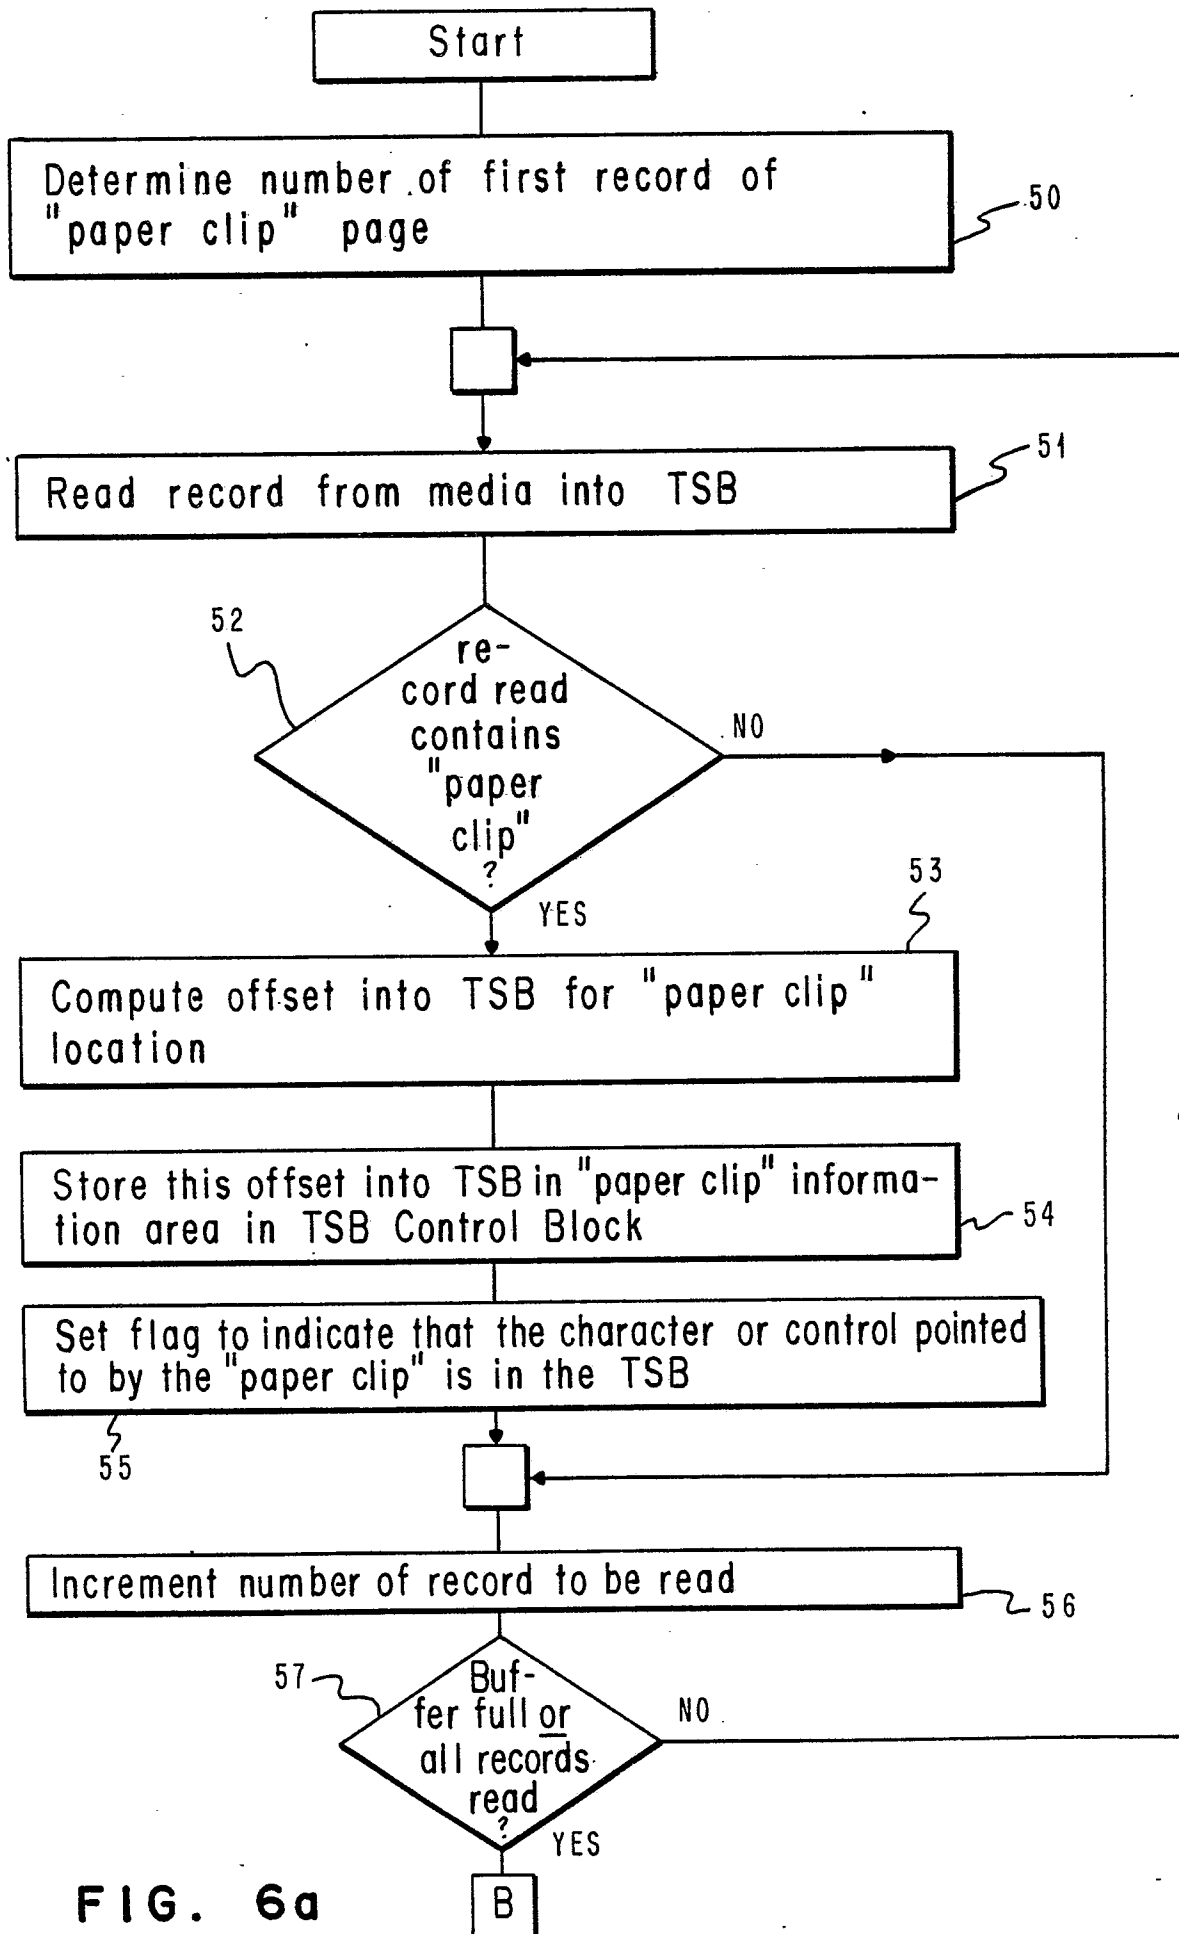 Start
Determine number of first record of
"paper clip" page
50
Read record from media into TSB
51
52
re-
cord read
contains
"paper
clip"
?
NO
YES
53
Compute offset into TSB for "paper clip"
location
Store this offset into TSB in "paper clip" informa-
tion area in TSB Control Block
54
Set flag to indicate that the character or control pointed
to by the "paper clip" is in the TSB
55
Increment number of record to be read
56
57
Buf-
fer full or
all records
read
?
NO
YES
B
FIG. 6a